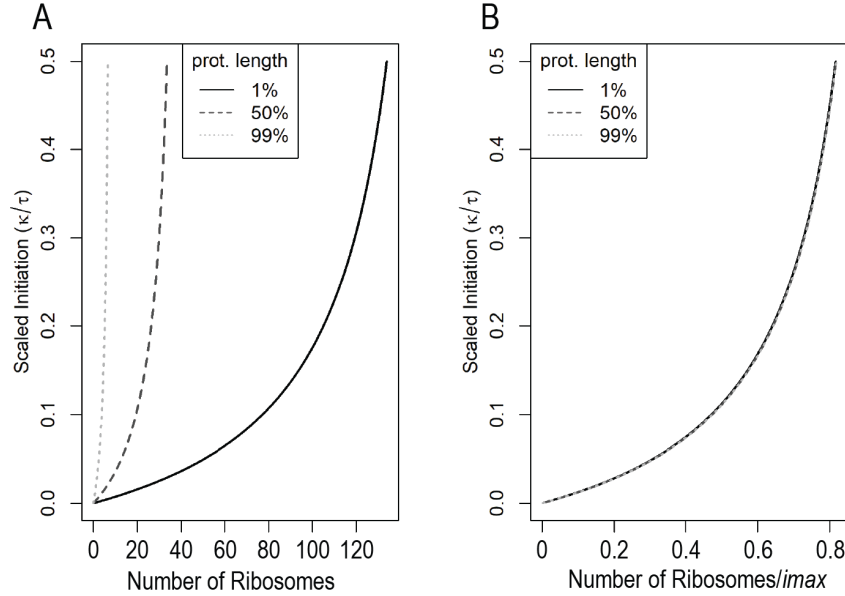 A
prot. length
1%
50%
99%
Scaled Initiation (κ/τ)
0.0
0.1
0.2
0.3
0.4
0.5
0 20 40 60 80 100 120
Number of Ribosomes
B
prot. length
1%
50%
99%
Scaled Initiation (κ/τ)
0.0
0.1
0.2
0.3
0.4
0.5
0 0.2 0.4 0.6 0.8
Number of Ribosomes/imax